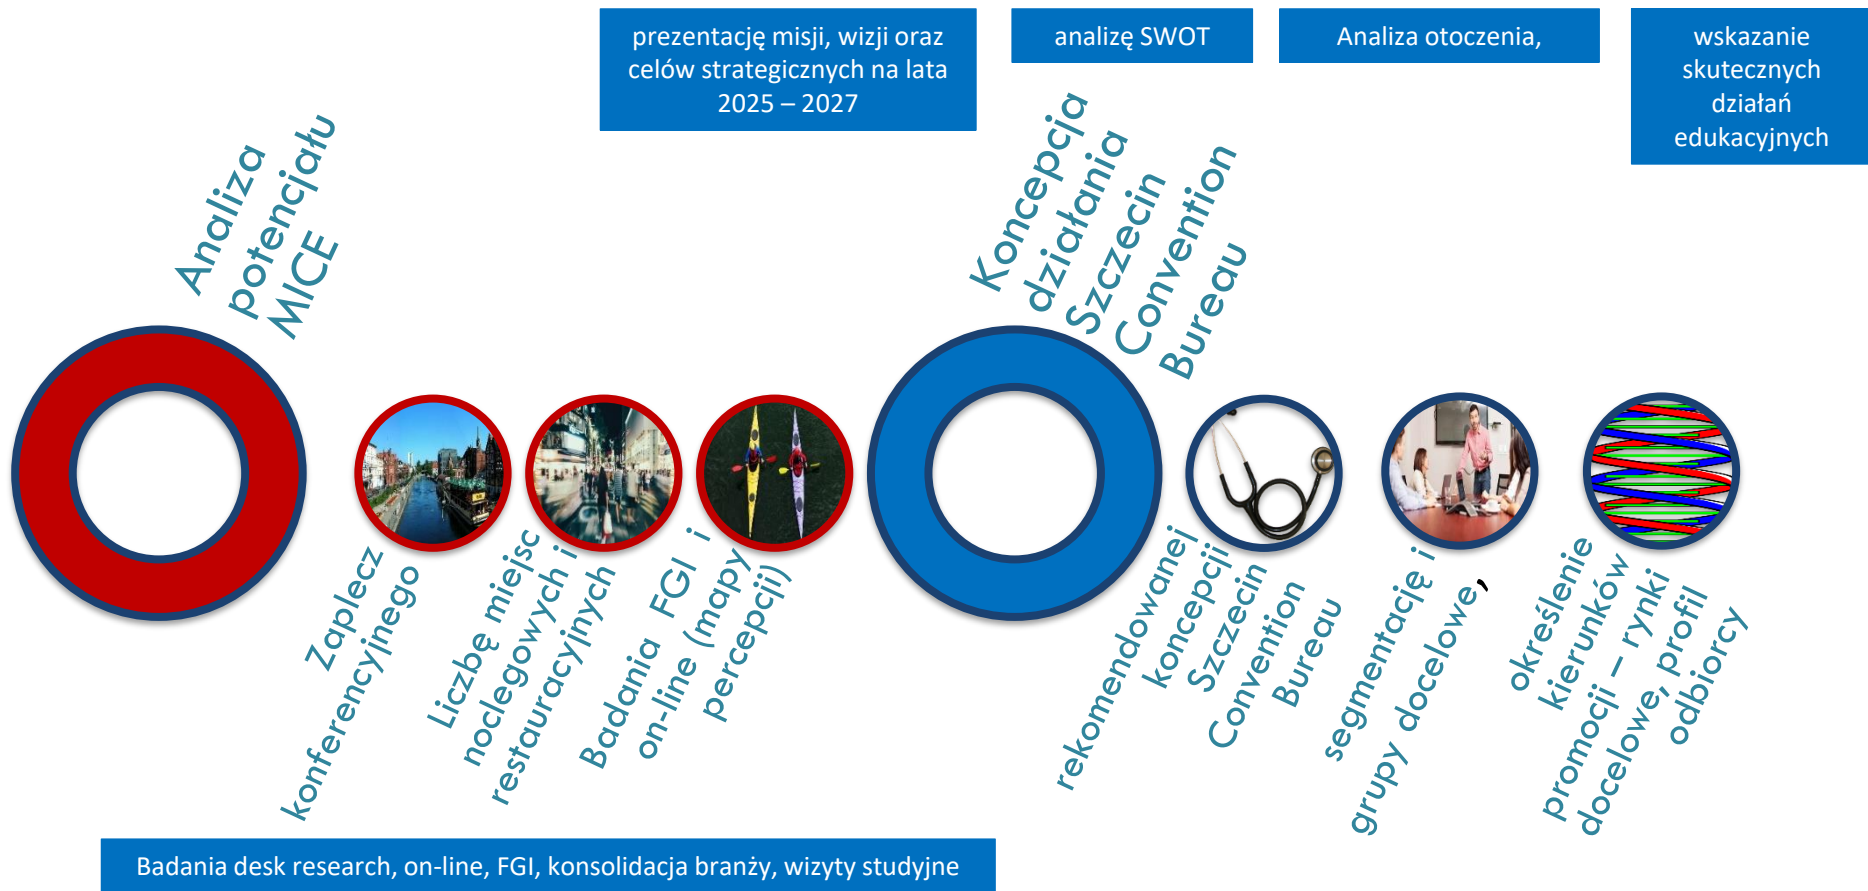 prezentację misji, wizji oraz
celów strategicznych na lata
2025 – 2027
analizę SWOT
Analiza otoczenia,
wskazanie
skutecznych
działań
edukacyjnych
Analiza
potencjału
MICE
Koncepcja
działania
Szczecin
Convention
Bureau
Zaplecz
konferencyjnego
Liczbę miejsc
noclegowych i
restauracyjnych
Badania FGI i
on-line (mapy
percepcji)
rekomendowanej
koncepcji
Szczecin
Convention
Bureau
segmentację i
grupy docelowe,
określenie
kierunków
promocji – rynki
docelowe, profil
odbiorcy
Badania desk research, on-line, FGI, konsolidacja branży, wizyty studyjne